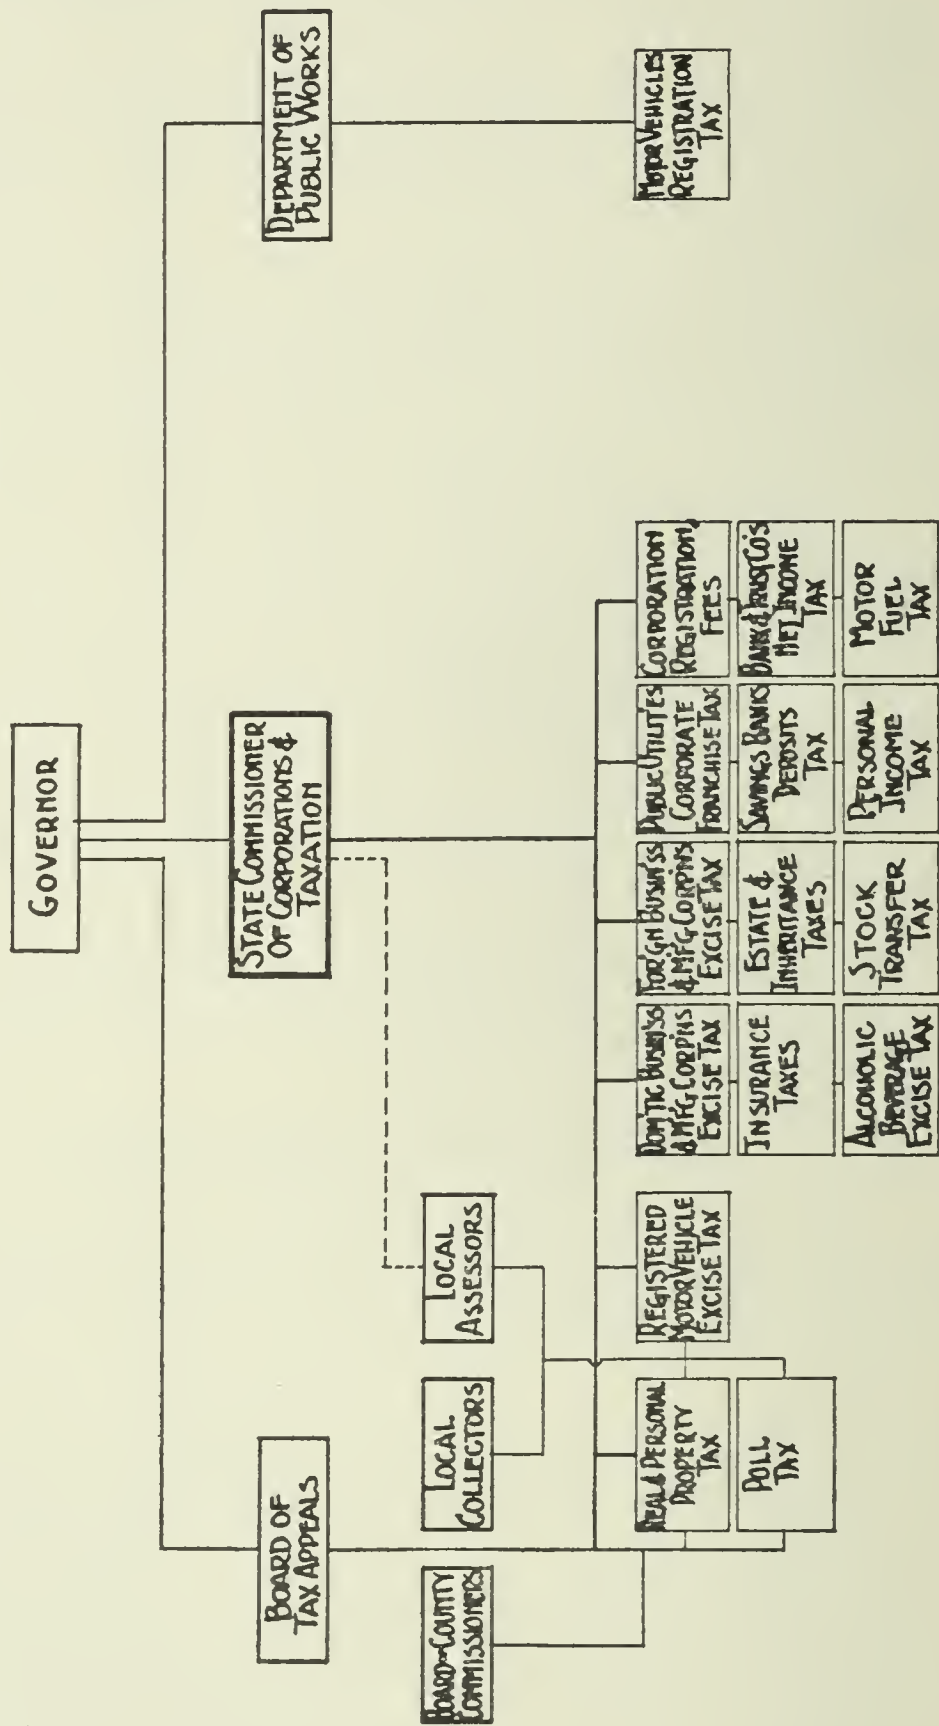 GOVERNOR
BOARD OF
TAX APPEALS
STATE COMMISSIONER
OF CORPORATIONS &
TAXATION
DEPARTMENT OF
PUBLIC WORKS
BOARD OF COUNTY
COMMISSIONERS
LOCAL
COLLECTORS
LOCAL
ASSESSORS
REAL & PERSONAL
PROPERTY
TAX
REGISTERED
MOTOR VEHICLE
EXCISE TAX
DOM'TIC BUSIN'SS
& M'F'G CORP'NS
EXCISE TAX
FOR'GN BUSIN'SS
& M'F'G CORP'NS
EXCISE TAX
PUBLIC UTILITES
CORPORATE
FRANCHISE TAX
CORPORATION
REGISTRATION
FEES
MOTOR VEHICLES
REGISTRATION
TAX
POLL
TAX
INSURANCE
TAXES
ESTATE &
INHERITANCE
TAXES
SAVINGS BANKS
DEPOSITS
TAX
BANK & TRUST CO'S
NET INCOME
TAX
ALCOHOLIC
BEVERAGE
EXCISE TAX
STOCK
TRANSFER
TAX
PERSONAL
INCOME
TAX
MOTOR
FUEL
TAX